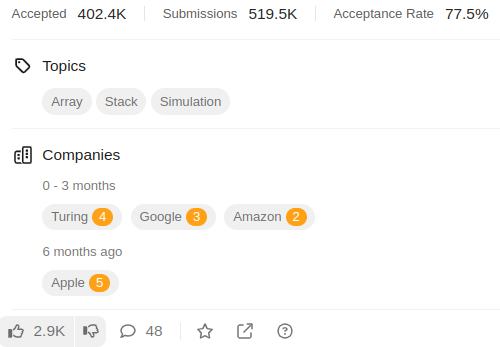 Accepted 402.4K Submissions 519.5K Acceptance Rate 77.5%
Topics
Array Stack Simulation
Companies
0 - 3 months
Turing 4 Google 3 Amazon 2
6 months ago
Apple 5
2.9K 48